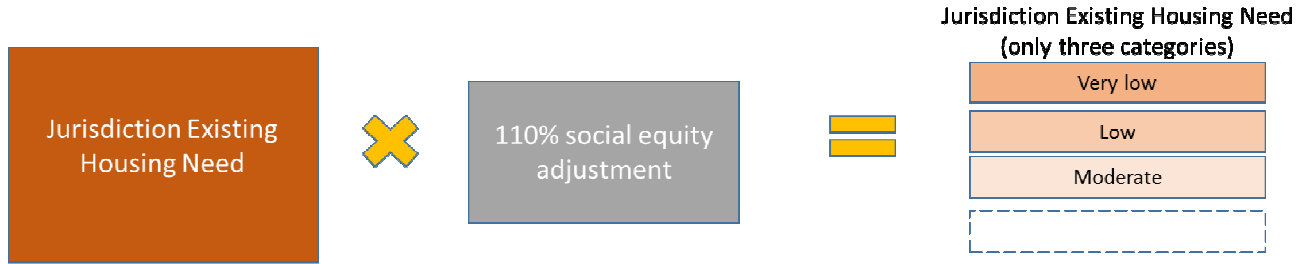 Jurisdiction Existing Housing Need
(only three categories)
Jurisdiction Existing
Housing Need
110% social equity
adjustment
Very low
Low
Moderate